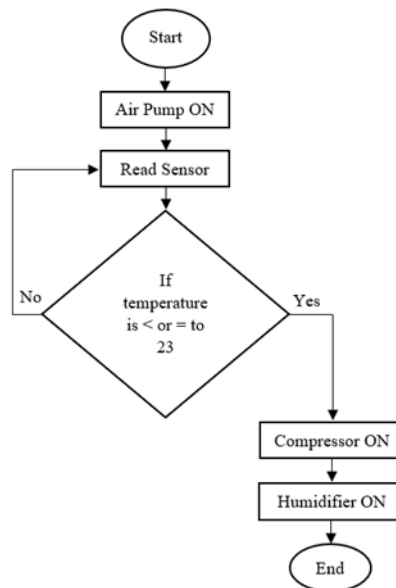 Start
Air Pump ON
Read Sensor
If
temperature
is < or = to
23
No
Yes
Compressor ON
Humidifier ON
End